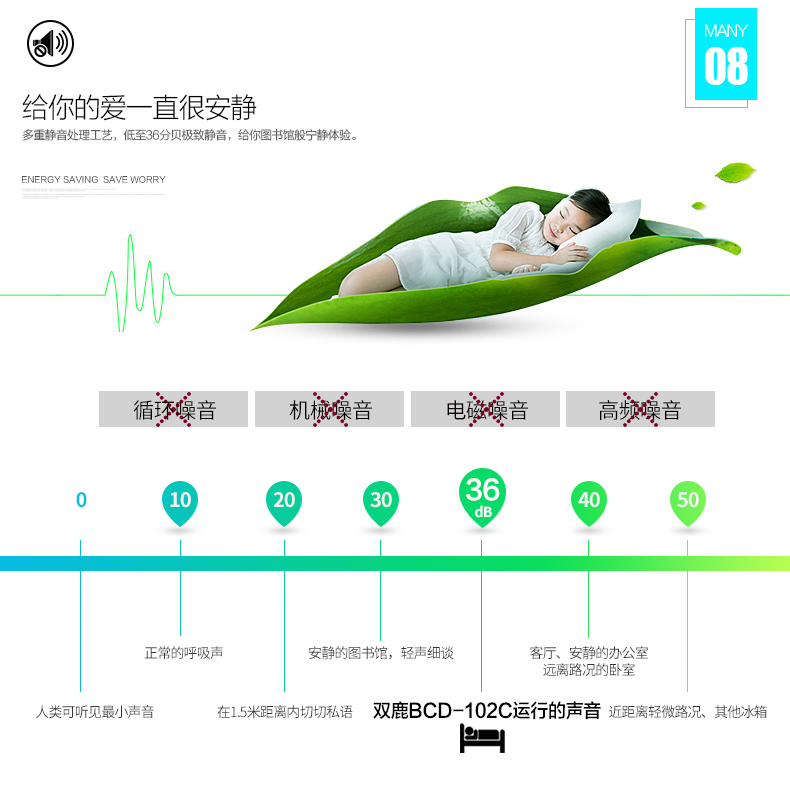 MANY
08
给你的爱一直很安静
多重静音处理工艺，低至36分贝极致静音，给你图书馆般宁静体验。
ENERGY SAVING SAVE WORRY
循环噪音 机械噪音 电磁噪音 高频噪音
0 10 20 30 36 dB 40 50
正常的呼吸声 安静的图书馆，轻声细谈 客厅、安静的办公室
远离路况的卧室
人类可听见最小声音 在1.5米距离内切切私语 双鹿BCD-102C运行的声音 近距离轻微路况、其他冰箱